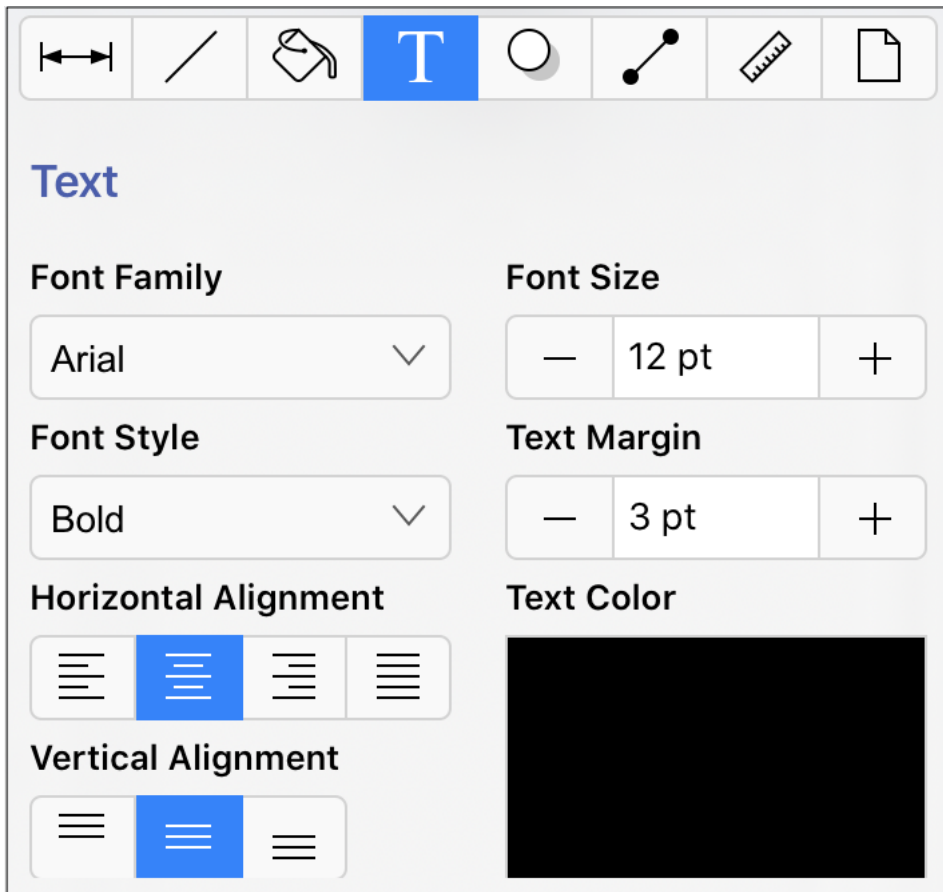 T
Text
Font Family
Font Size
Arial
12 pt
Font Style
Text Margin
Bold
3 pt
Horizontal Alignment
Text Color
Vertical Alignment